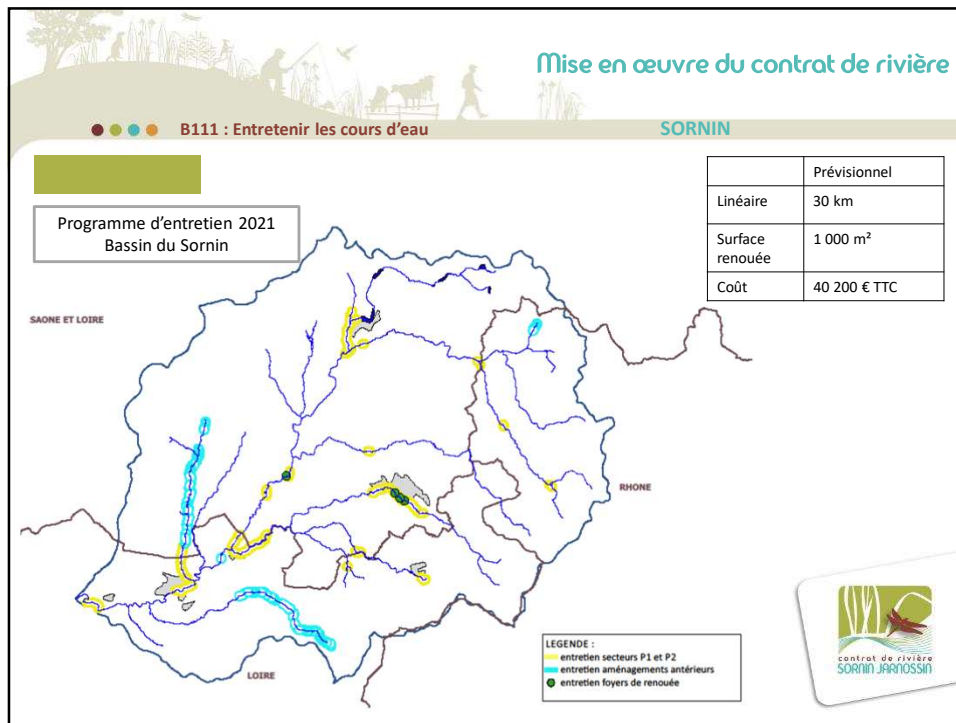 Mise en œuvre du contrat de rivière
B111 : Entretenir les cours d'eau
SORNIN
Prévisionnel
Linéaire 30 km
Surface renouée 1 000 m²
Coût 40 200 € TTC
Programme d'entretien 2021
Bassin du Sornin
SAONE ET LOIRE
RHONE
LOIRE
LEGENDE :
entretien secteurs P1 et P2
entretien aménagements antérieurs
entretien foyers de renouée
contrat de rivière
SORNIN JARNOSSIN